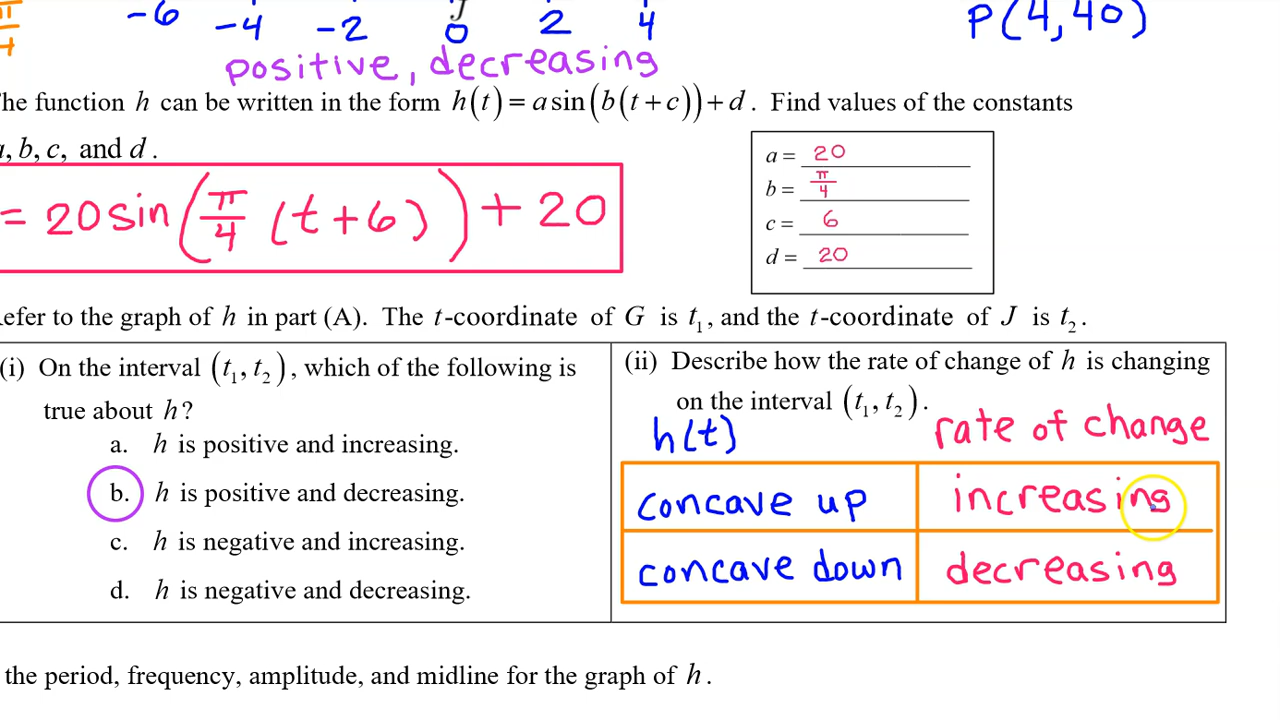 π/4
-6 -4 -2 0 2 4
J
P(4,40)
positive, decreasing
he function h can be written in the form h(t) = a sin(b(t+c)) + d. Find values of the constants
a, b, c, and d.
= 20 sin(π/4 (t+6)) + 20
a = 20
b = π/4
c = 6
d = 20
efer to the graph of h in part (A). The t-coordinate of G is t₁, and the t-coordinate of J is t₂.
(i) On the interval (t₁, t₂), which of the following is
true about h?
a. h is positive and increasing.
b. h is positive and decreasing.
c. h is negative and increasing.
d. h is negative and decreasing.
(ii) Describe how the rate of change of h is changing
on the interval (t₁, t₂).
h(t) rate of change
concave up increasing
concave down decreasing
the period, frequency, amplitude, and midline for the graph of h.